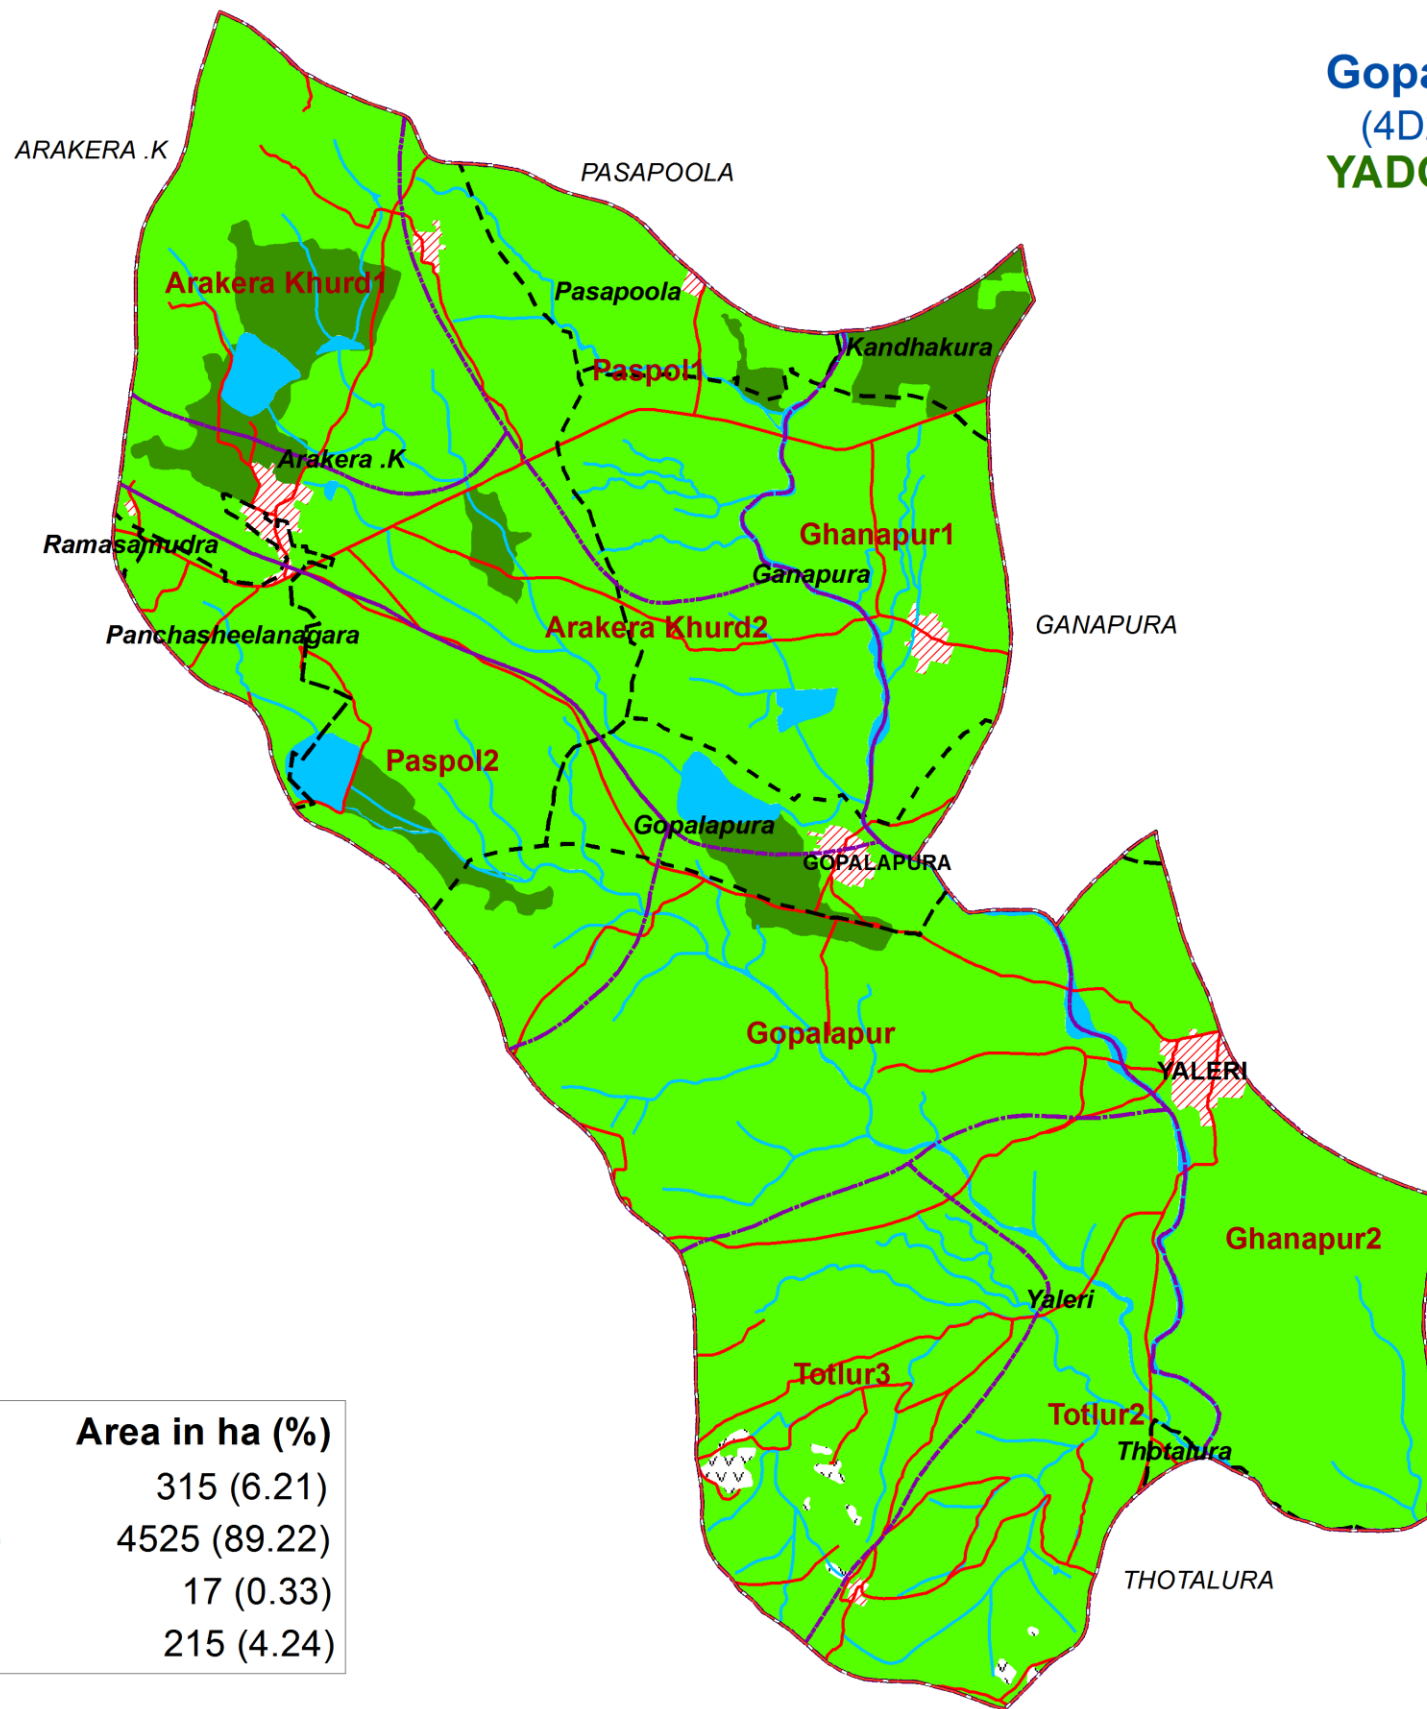 Gopa
(4D
YADG
ARAKERA .K
PASAPOOLA
Arakera Khurd1
Pasapoola
Kandhakura
Paspol1
Arakera .K
Ghanapur1
Ramasamudra
Ganapura
Arakera Khurd2
GANAPURA
Panchasheelanagara
Paspol2
Gopalapura
GOPALAPURA
Gopalapur
YALERI
Ghanapur2
Yaleri
Totlur3
Totlur2
Thotalura
THOTALURA
Area in ha (%)
315 (6.21)
4525 (89.22)
17 (0.33)
215 (4.24)